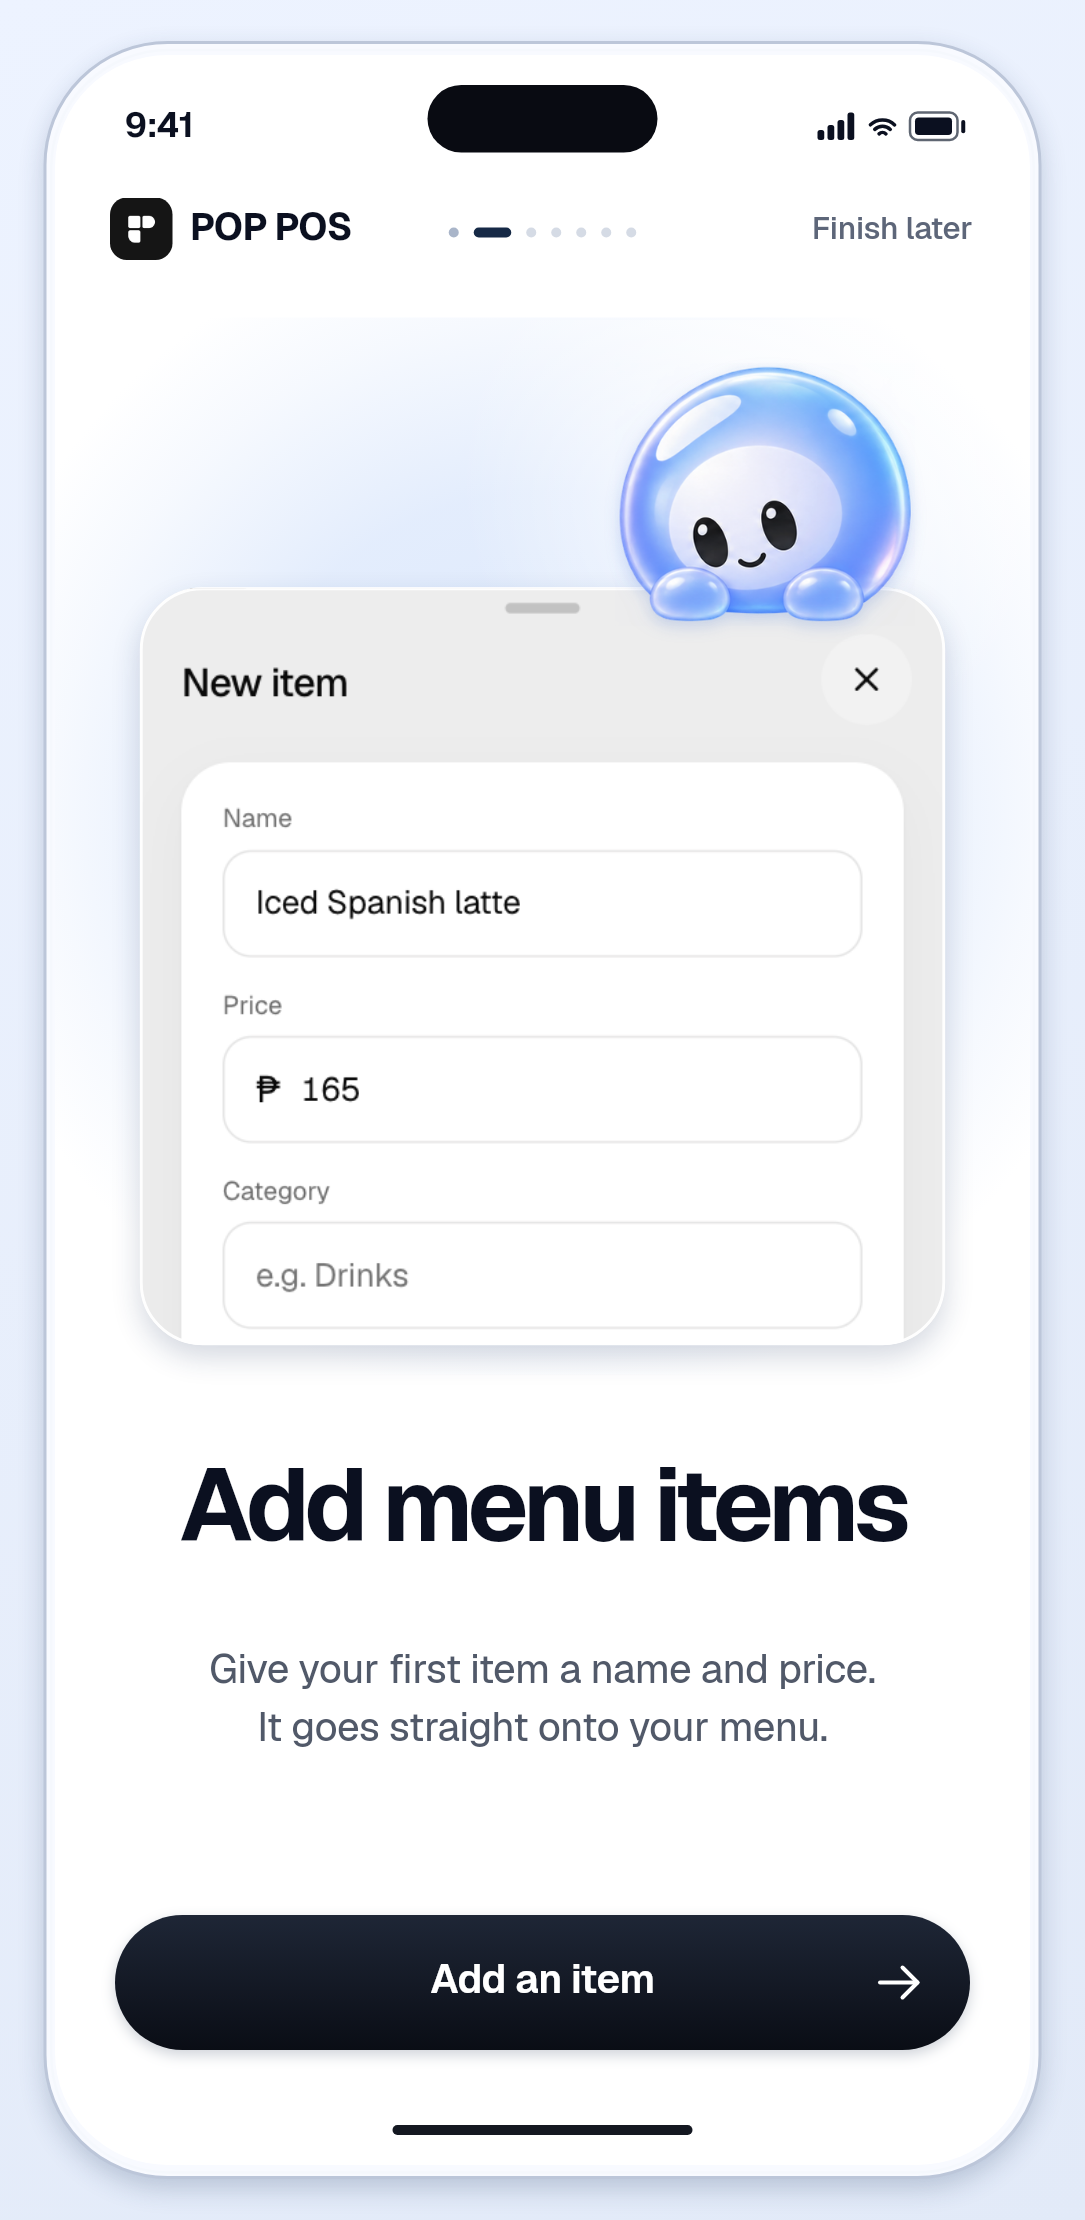 9:41
POP POS
Finish later
New item
Name
Iced Spanish latte
Price
₱ 165
Category
e.g. Drinks
Add menu items
Give your first item a name and price.
It goes straight onto your menu.
Add an item